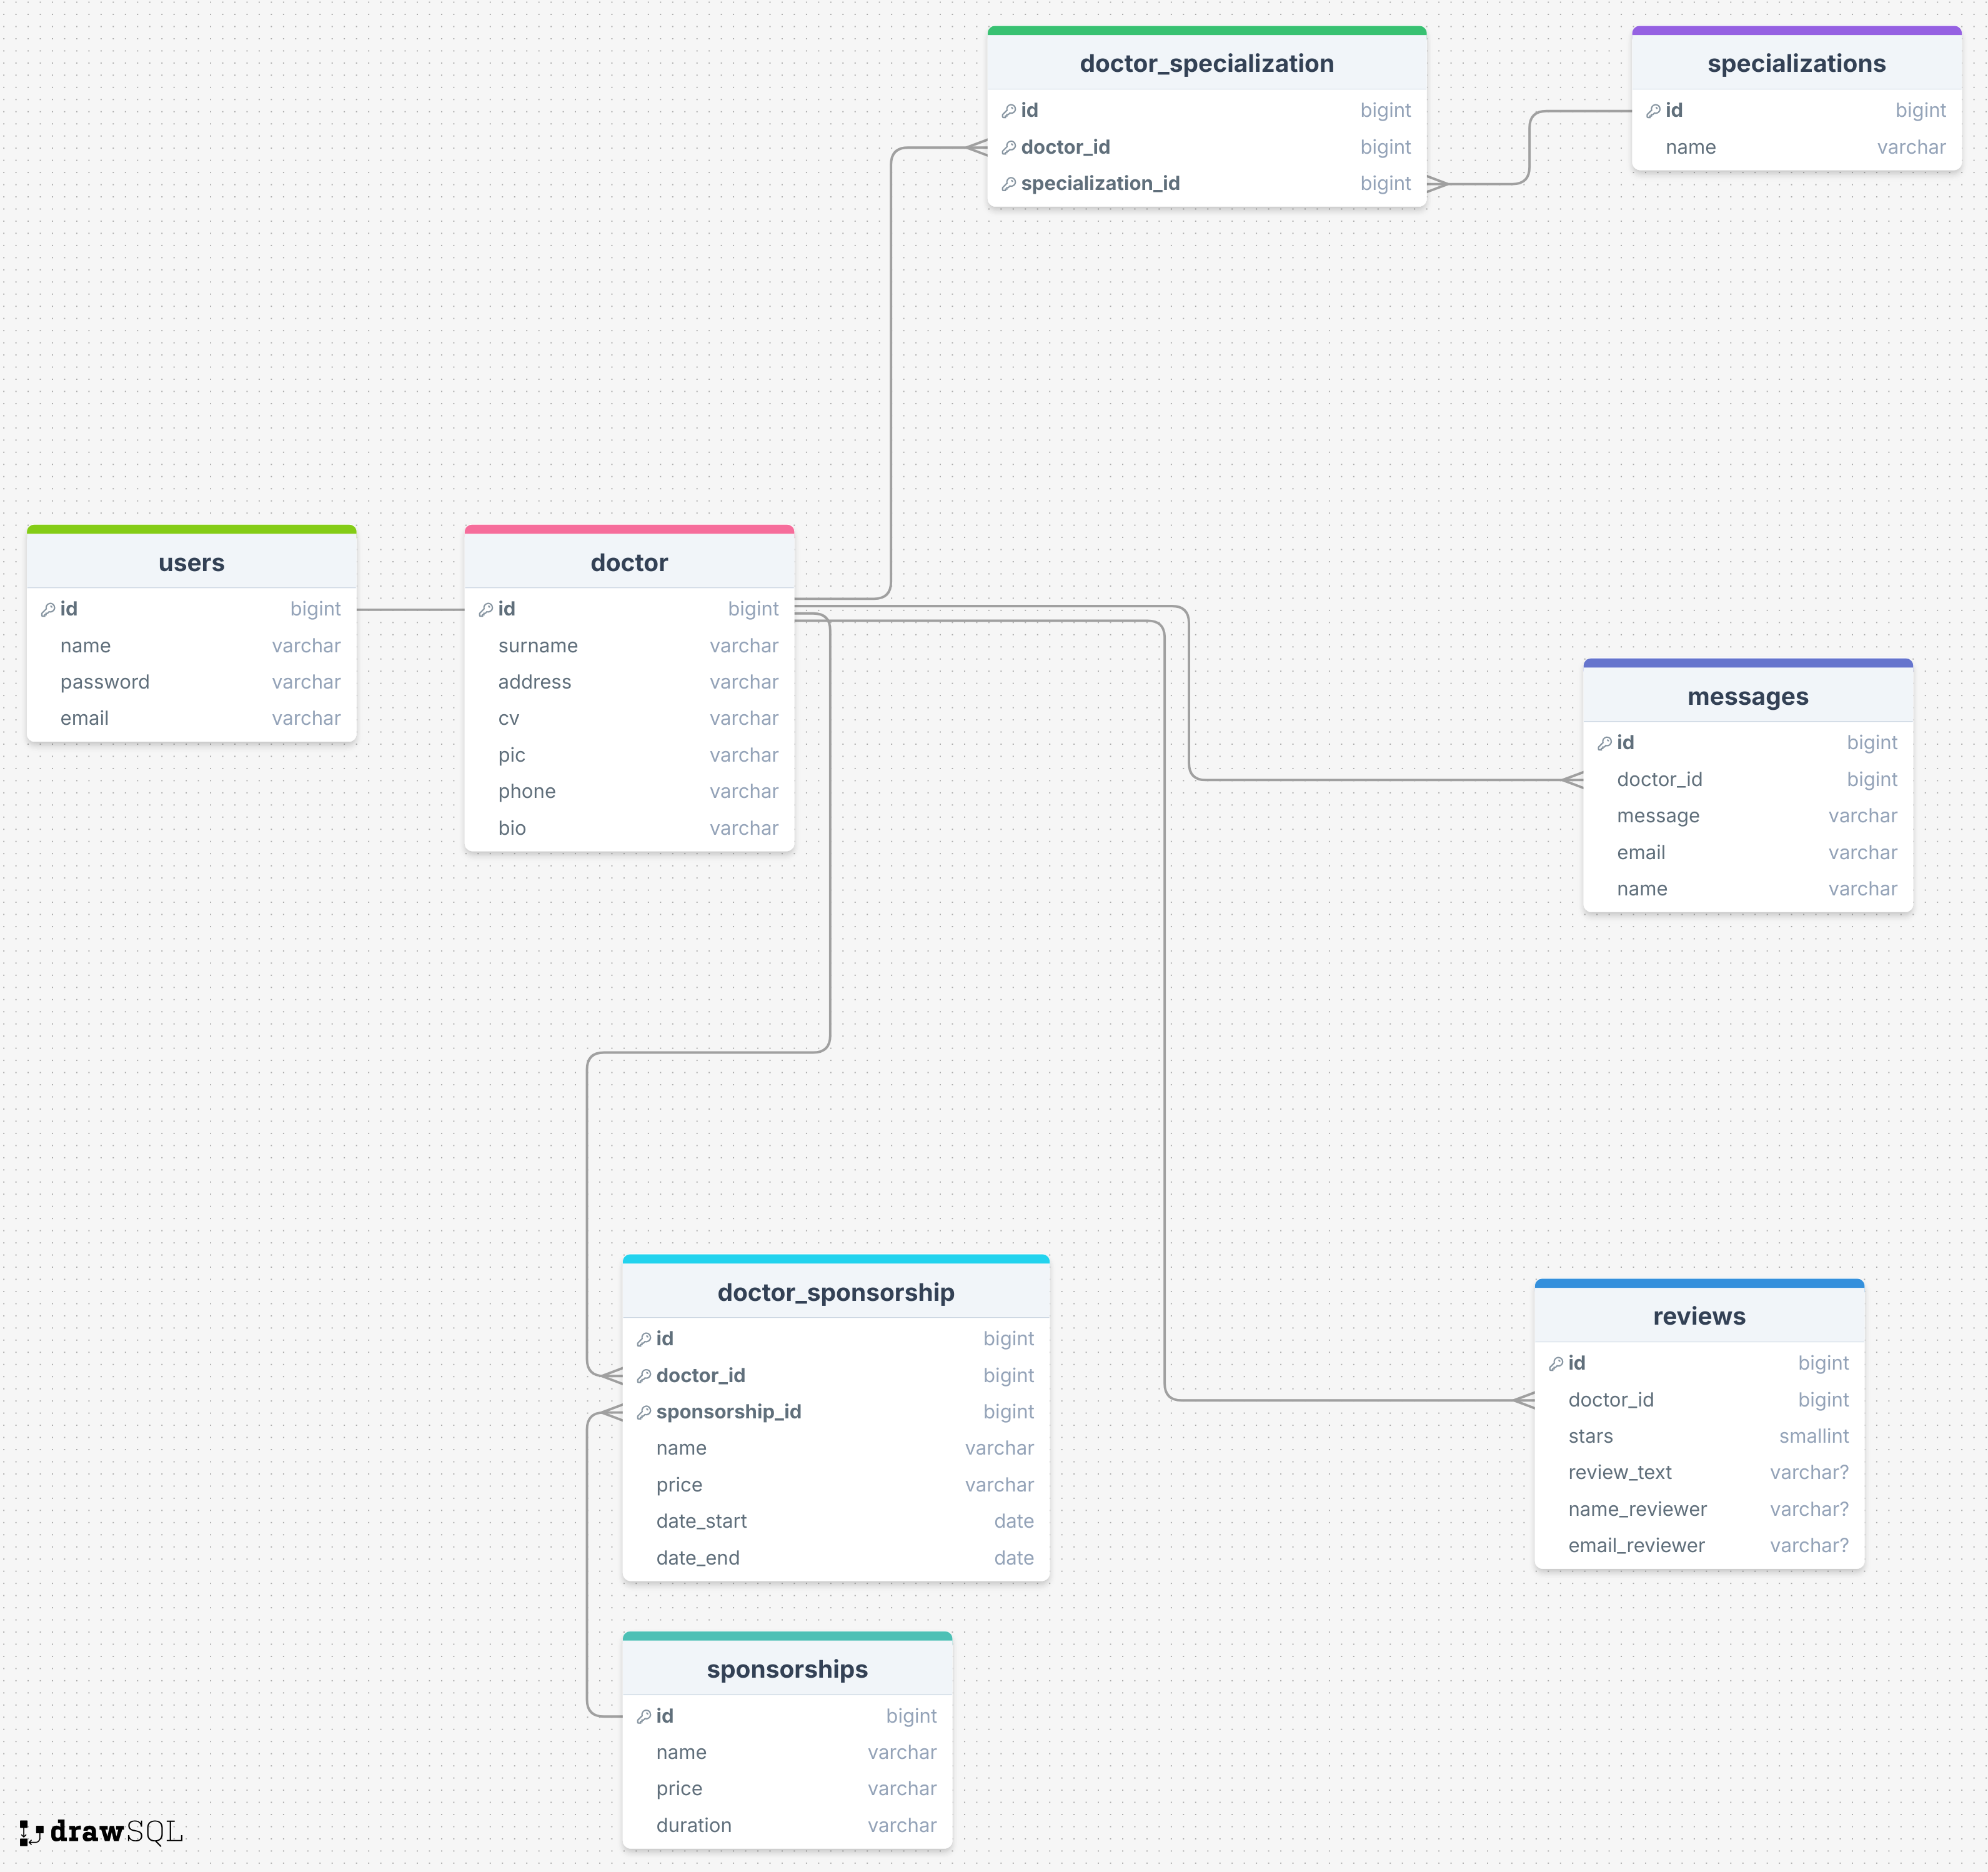 doctor_specialization
id bigint
doctor_id bigint
specialization_id bigint
specializations
id bigint
name varchar
users
id bigint
name varchar
password varchar
email varchar
doctor
id bigint
surname varchar
address varchar
cv varchar
pic varchar
phone varchar
bio varchar
messages
id bigint
doctor_id bigint
message varchar
email varchar
name varchar
doctor_sponsorship
id bigint
doctor_id bigint
sponsorship_id bigint
name varchar
price varchar
date_start date
date_end date
reviews
id bigint
doctor_id bigint
stars smallint
review_text varchar?
name_reviewer varchar?
email_reviewer varchar?
sponsorships
id bigint
name varchar
price varchar
duration varchar
drawSQL